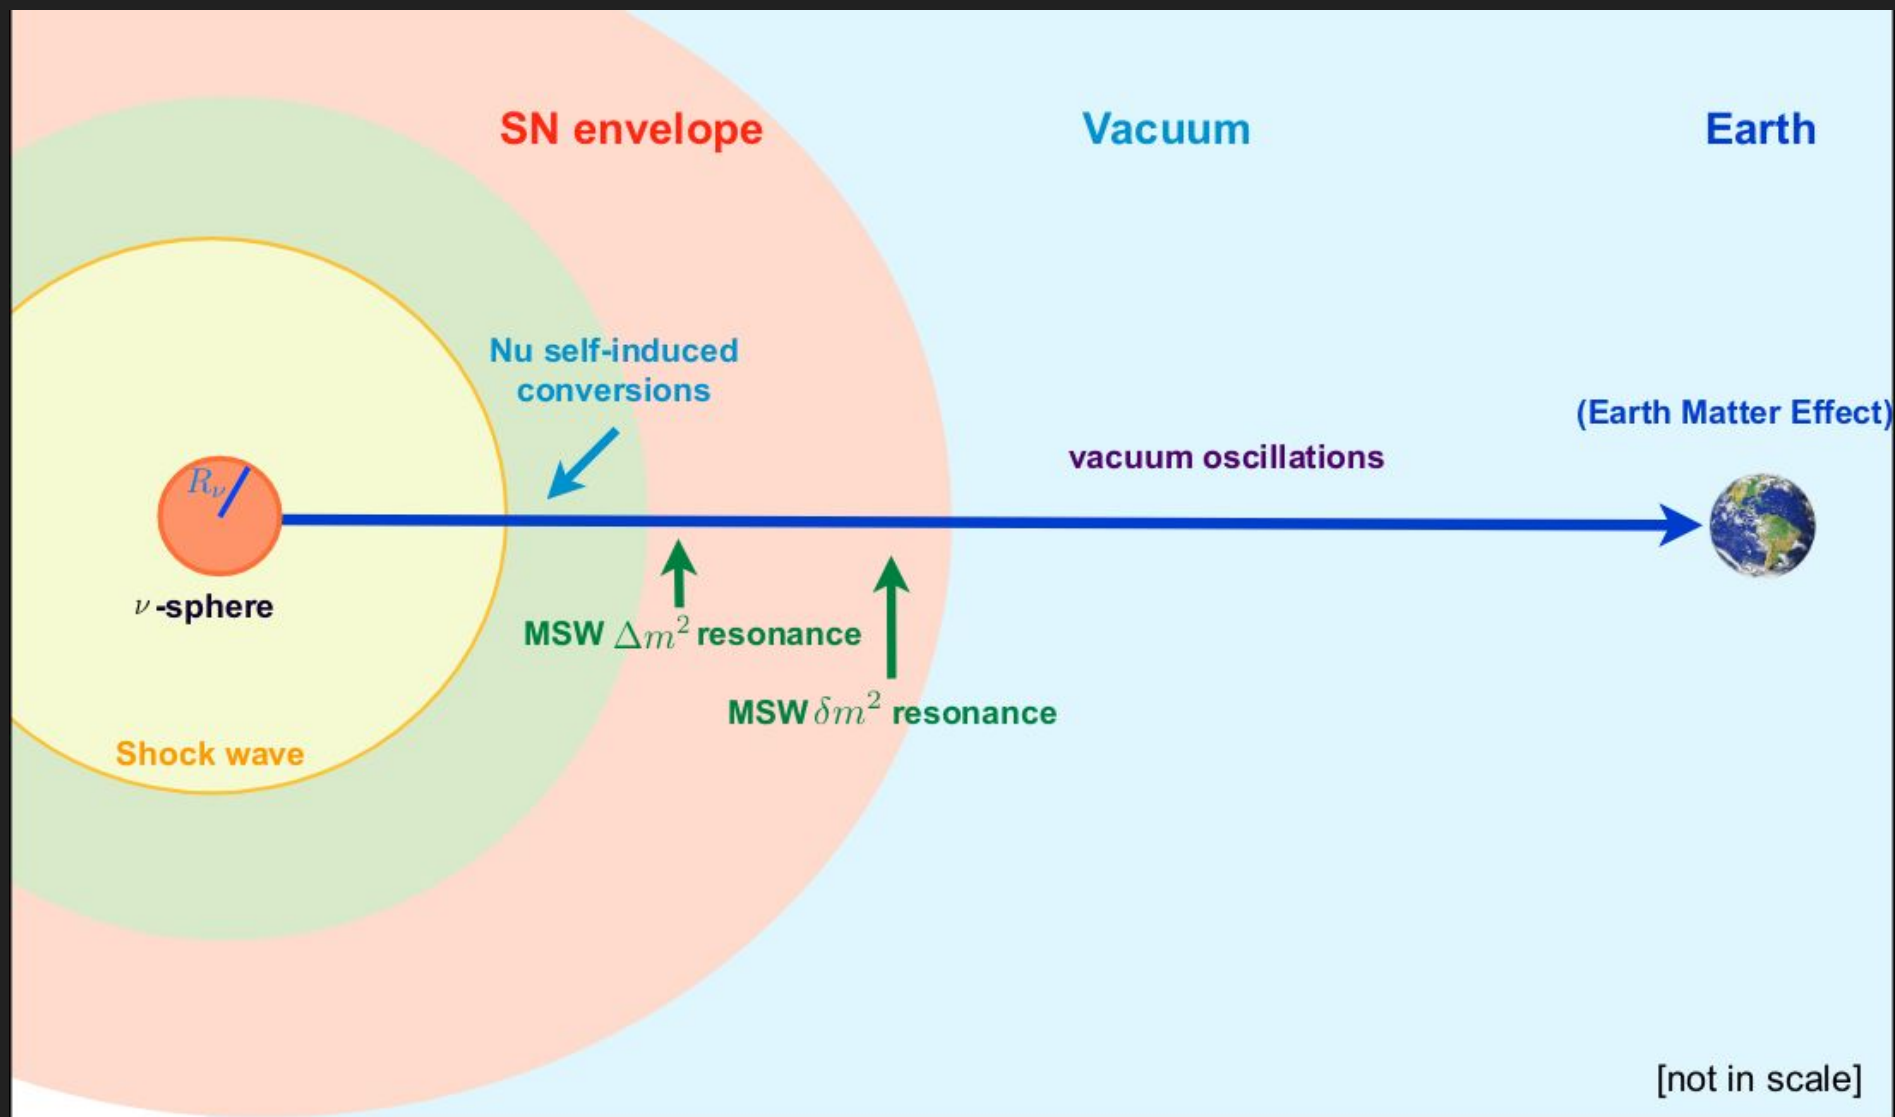 SN envelope
Vacuum
Earth
Nu self-induced
conversions
(Earth Matter Effect)
vacuum oscillations
Rν
ν-sphere
MSW Δm² resonance
MSW δm² resonance
Shock wave
[not in scale]